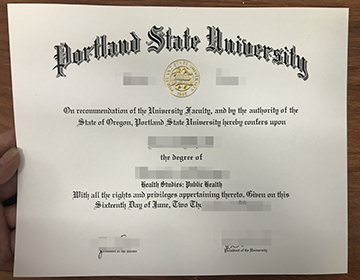 Portland State University
On recommendation of the University Faculty, and by the authority of the
State of Oregon, Portland State University hereby confers upon
the degree of
Health Studies: Public Health
With all the rights and privileges appertaining thereto. Given on this
Sixteenth Day of June, Two Tho
President of the University